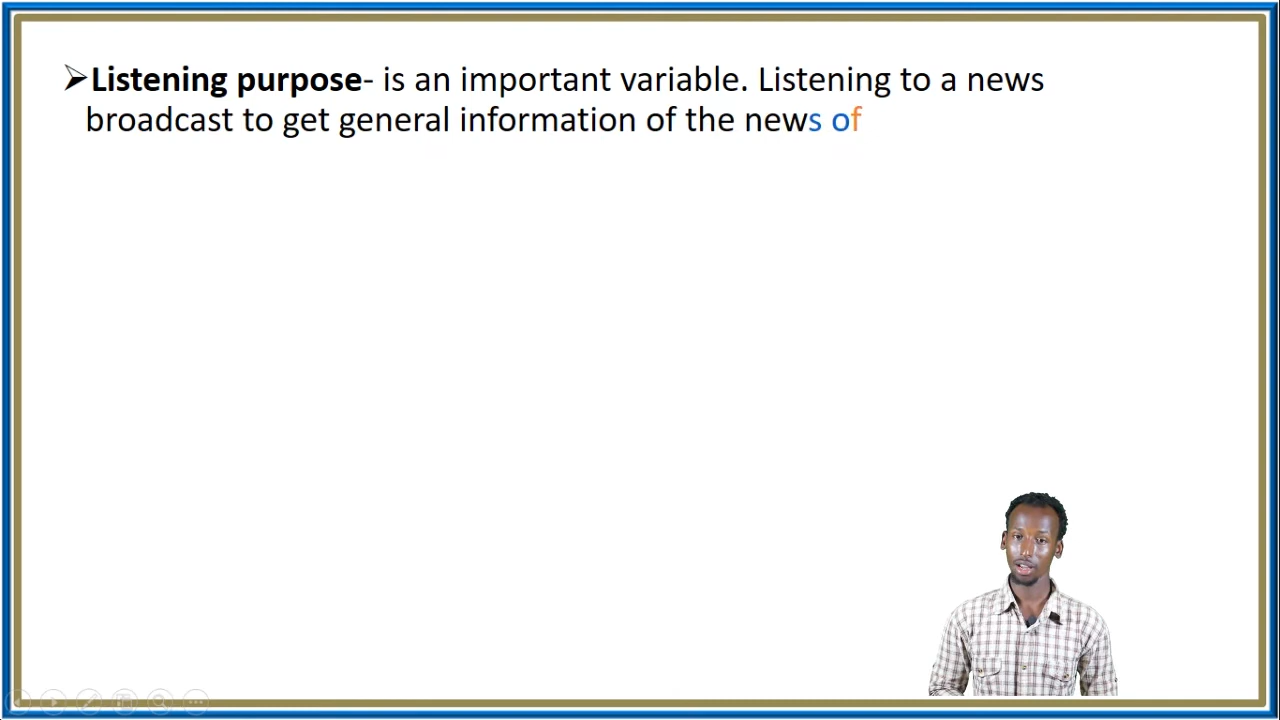 ➢Listening purpose- is an important variable. Listening to a news
broadcast to get general information of the news of